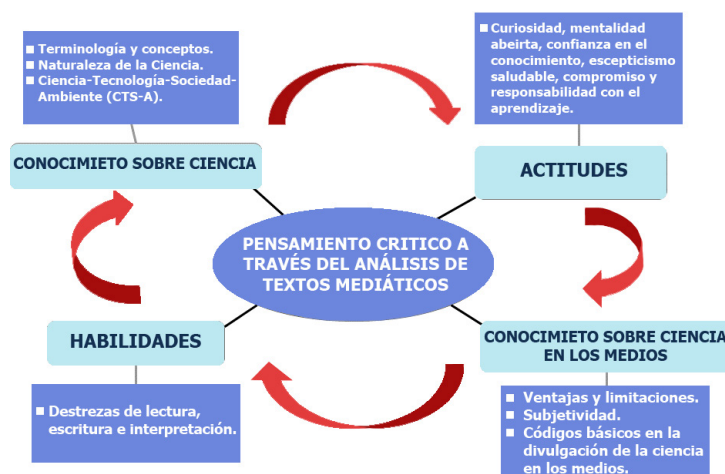 ▪ Terminología y conceptos.
▪ Naturaleza de la Ciencia.
▪ Ciencia-Tecnología-Sociedad-
Ambiente (CTS-A).
CONOCIMIETO SOBRE CIENCIA
▪ Curiosidad, mentalidad
abeirta, confianza en el
conocimiento, escepticismo
saludable, compromiso y
responsabilidad con el
aprendizaje.
ACTITUDES
PENSAMIENTO CRITICO A
TRAVÉS DEL ANÁLISIS DE
TEXTOS MEDIÁTICOS
HABILIDADES
▪ Destrezas de lectura,
escritura e interpretación.
CONOCIMIETO SOBRE CIENCIA
EN LOS MEDIOS
▪ Ventajas y limitaciones.
▪ Subjetividad.
▪ Códigos básicos en la
divulgación de la ciencia
en los medios.